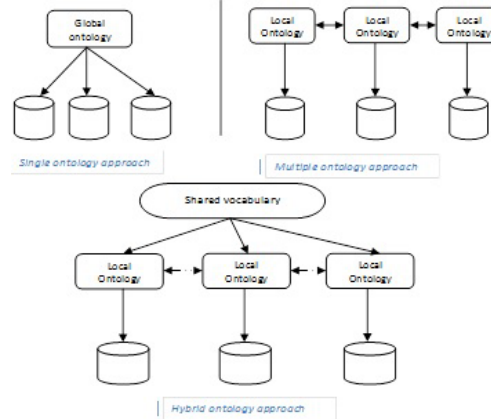 Global
ontology
Single ontology approach
Local
Ontology
Local
Ontology
Local
Ontology
Multiple ontology approach
Shared vocabulary
Local
Ontology
Local
Ontology
Local
Ontology
Hybrid ontology approach